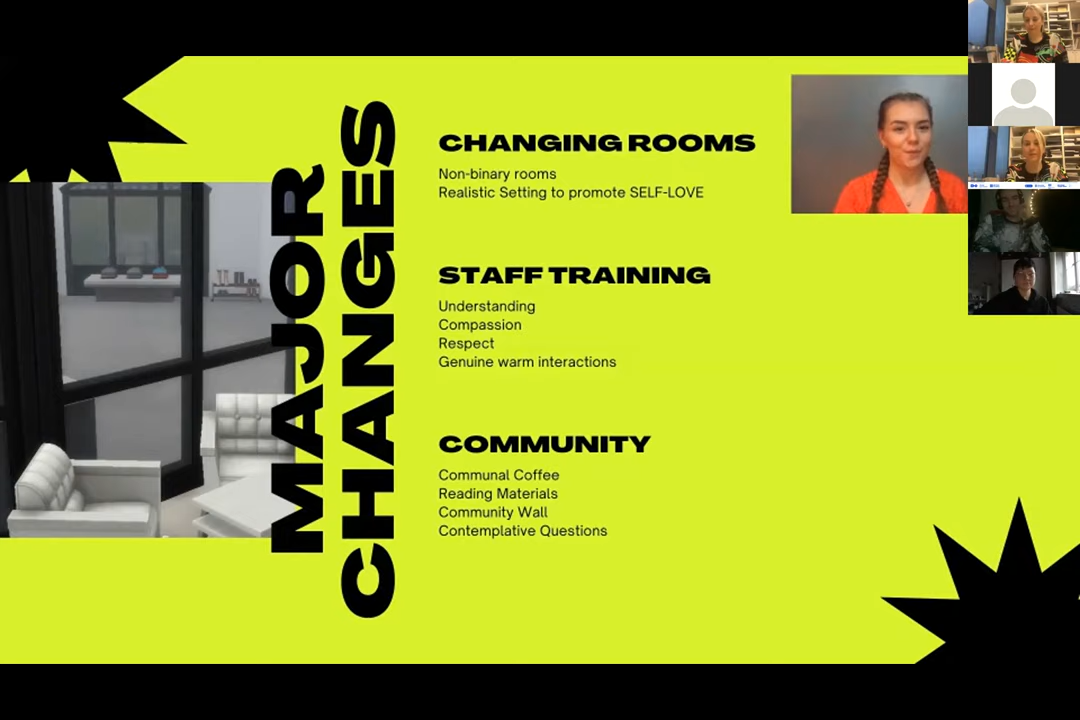 MAJOR
CHANGES
CHANGING ROOMS
Non-binary rooms
Realistic Setting to promote SELF-LOVE
STAFF TRAINING
Understanding
Compassion
Respect
Genuine warm interactions
COMMUNITY
Communal Coffee
Reading Materials
Community Wall
Contemplative Questions